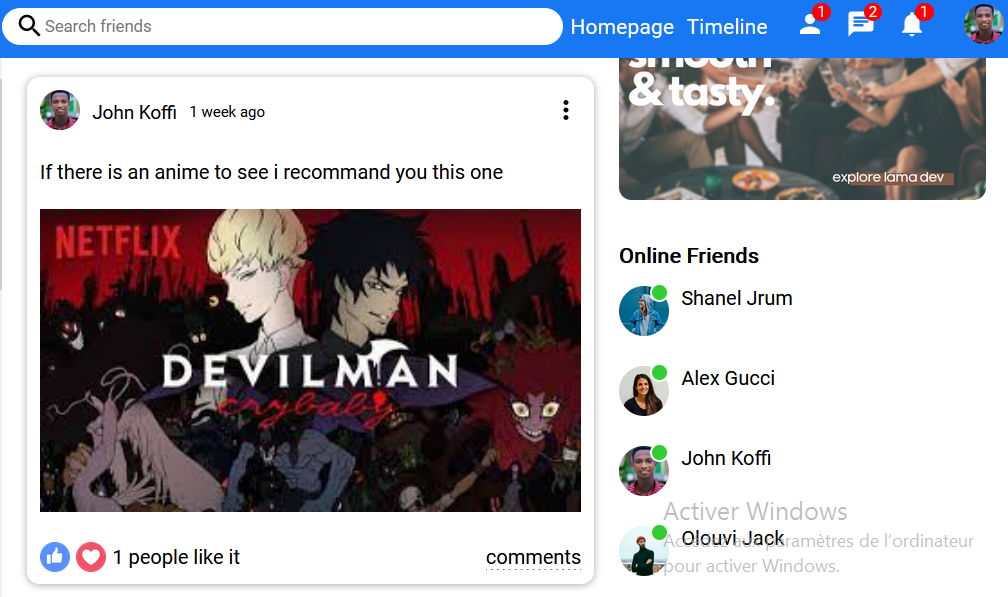 Search friends
Homepage
Timeline
1
2
1
John Koffi
1 week ago
If there is an anime to see i recommand you this one
NETFLIX
DEVILMAN
crybaby
1 people like it
comments
smooth
& tasty.
explore lama dev
Online Friends
Shanel Jrum
Alex Gucci
John Koffi
Olouvi Jack
Activer Windows
Accédez aux paramètres de l'ordinateur
pour activer Windows.